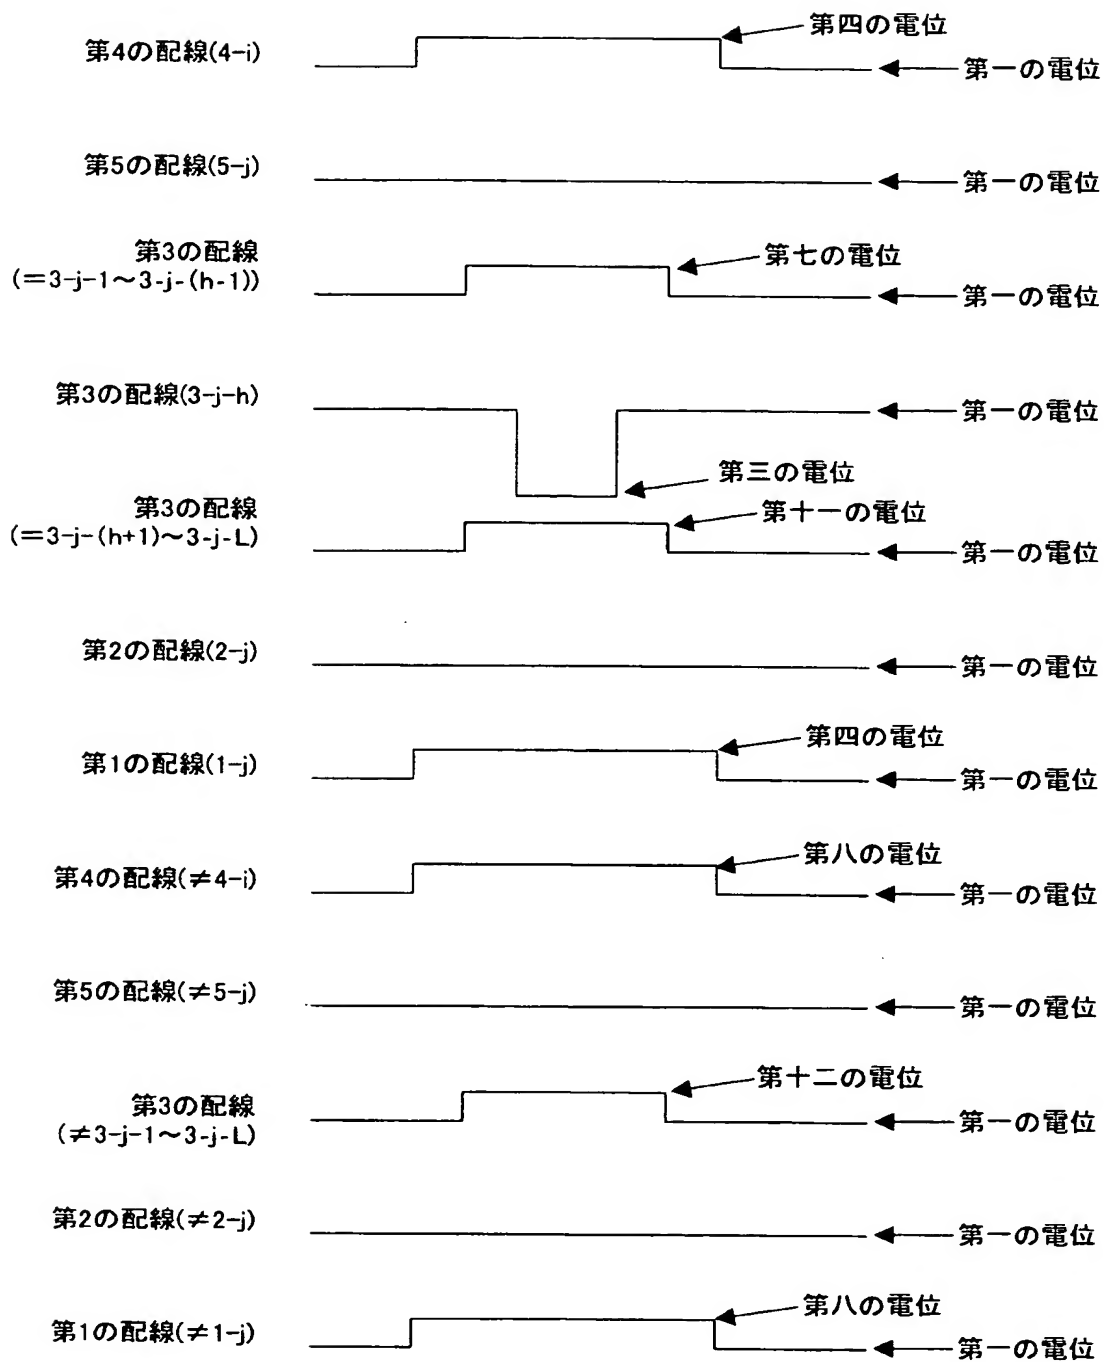 第四の電位
第4の配線(4-i)
第一の電位
第5の配線(5-j)
第一の電位
第3の配線
(=3-j-1～3-j-(h-1))
第七の電位
第一の電位
第3の配線(3-j-h)
第一の電位
第三の電位
第3の配線
(=3-j-(h+1)～3-j-L)
第十一の電位
第一の電位
第2の配線(2-j)
第一の電位
第四の電位
第1の配線(1-j)
第一の電位
第八の電位
第4の配線(≠4-i)
第一の電位
第5の配線(≠5-j)
第一の電位
第十二の電位
第3の配線
(≠3-j-1～3-j-L)
第一の電位
第2の配線(≠2-j)
第一の電位
第八の電位
第1の配線(≠1-j)
第一の電位